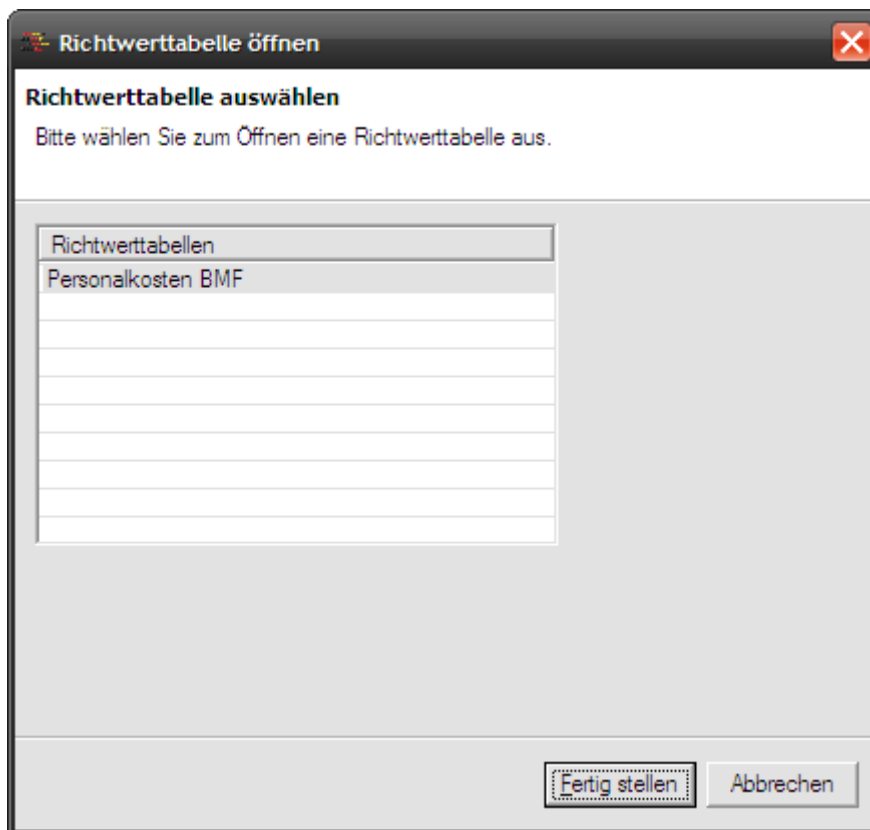 Richtwerttabelle öffnen
Richtwerttabelle auswählen
Bitte wählen Sie zum Öffnen eine Richtwerttabelle aus.
Richtwerttabellen
Personalkosten BMF
Fertig stellen
Abbrechen